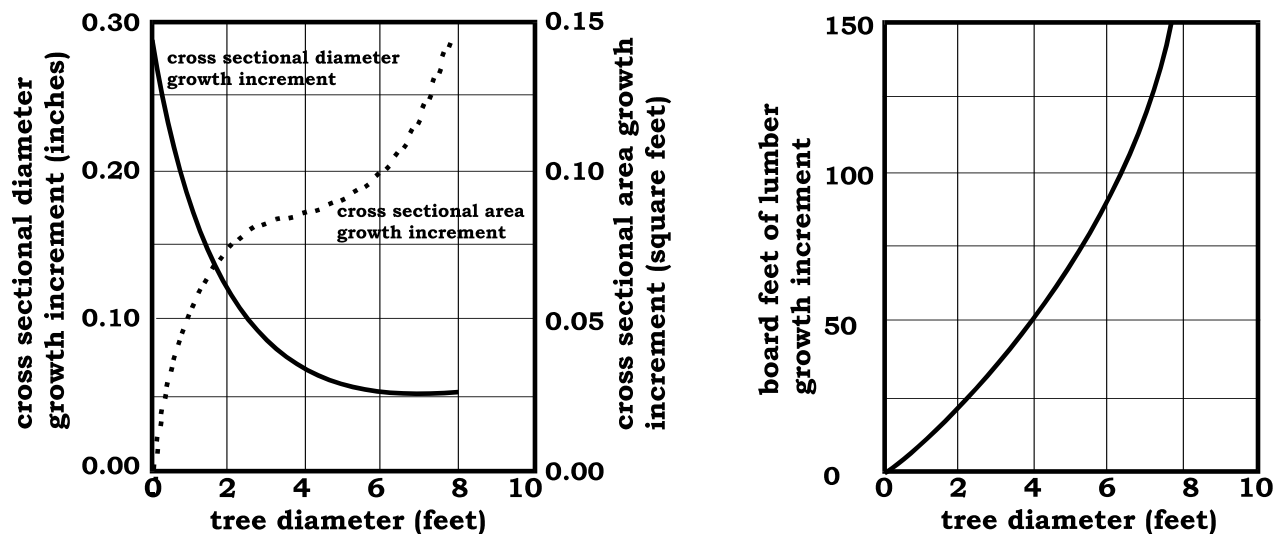 cross sectional diameter
growth increment (inches)
0.30
0.20
0.10
0.00
cross sectional diameter
growth increment
cross sectional area
growth increment
0 2 4 6 8 10
tree diameter (feet)
0.15
0.10
0.05
0.00
cross sectional area growth
increment (square feet)
board feet of lumber
growth increment
150
100
50
0
0 2 4 6 8 10
tree diameter (feet)